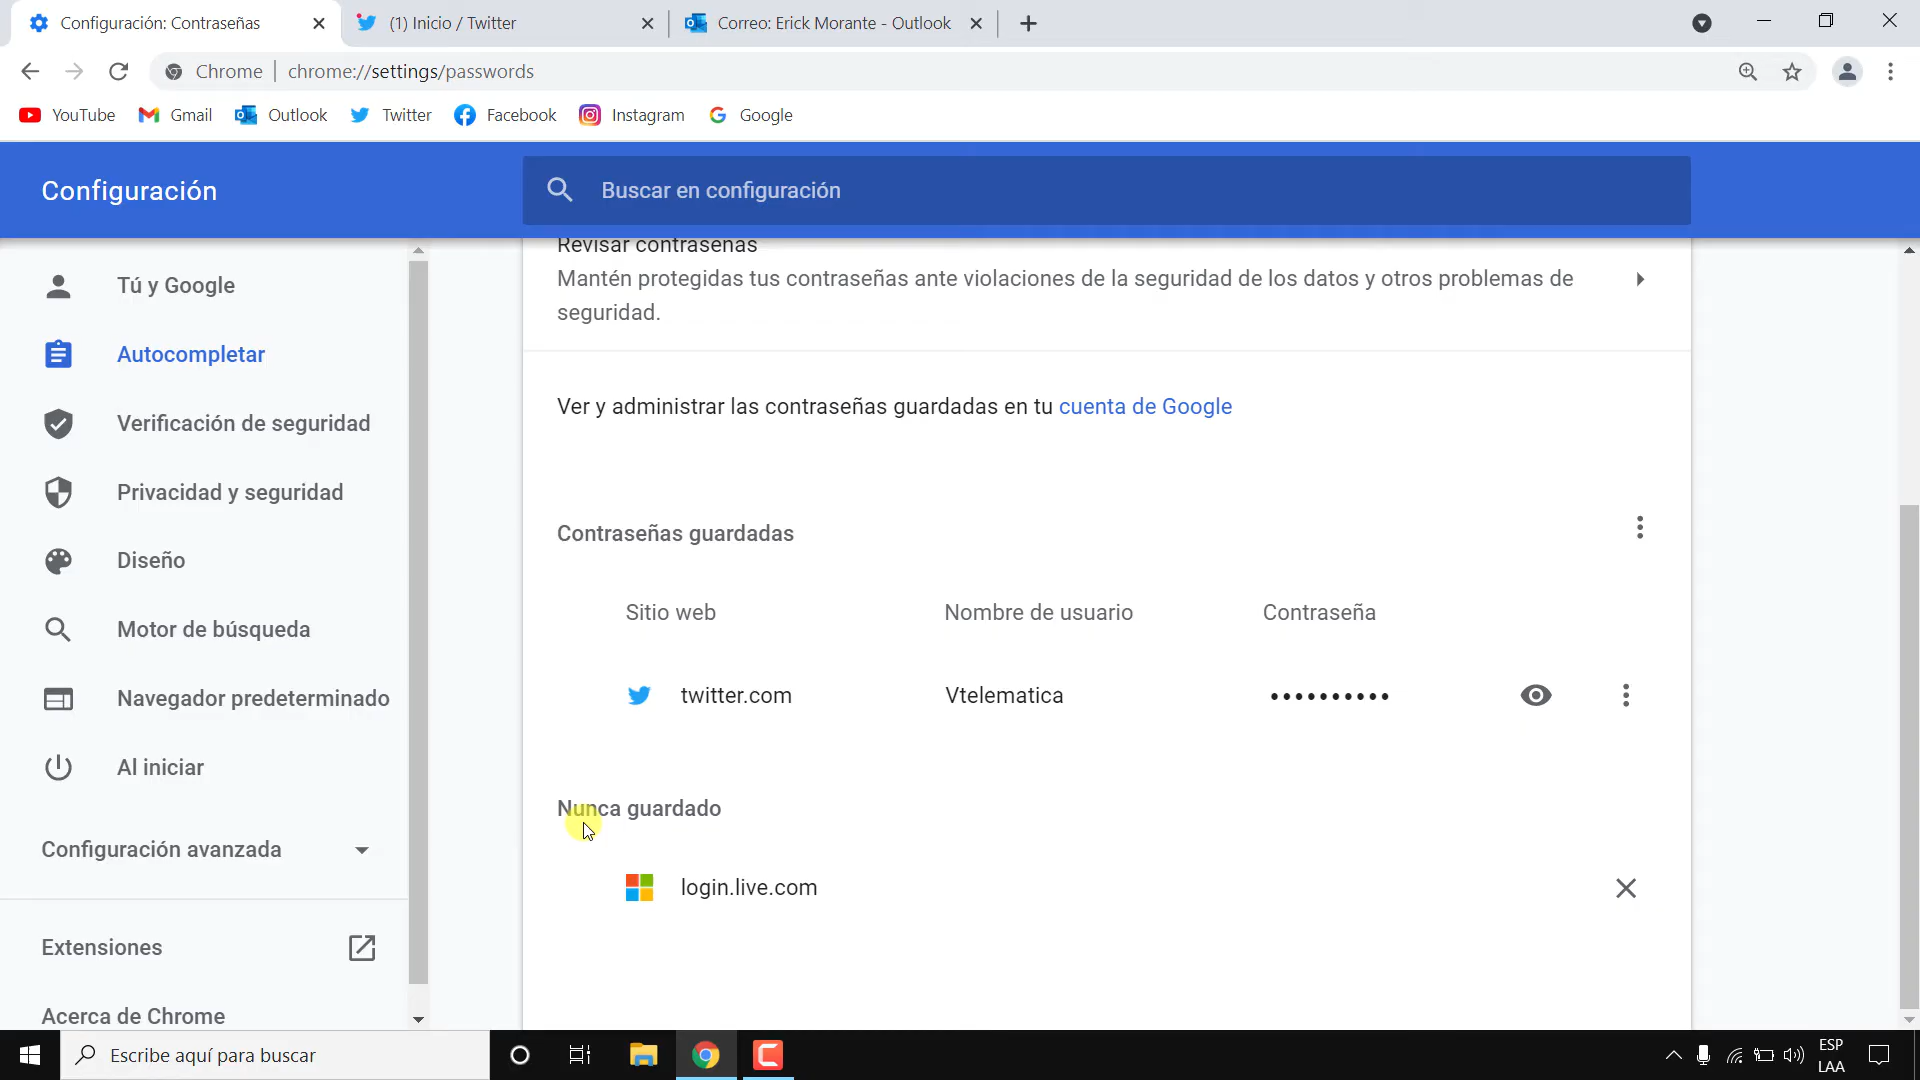 Configuración: Contraseñas
(1) Inicio / Twitter
Correo: Erick Morante - Outlook
Chrome
chrome://settings/passwords
YouTube
Gmail
Outlook
Twitter
Facebook
Instagram
Google
Configuración
Buscar en configuración
Tú y Google
Autocompletar
Verificación de seguridad
Privacidad y seguridad
Diseño
Motor de búsqueda
Navegador predeterminado
Al iniciar
Configuración avanzada
Extensiones
Acerca de Chrome
Revisar contraseñas
Mantén protegidas tus contraseñas ante violaciones de la seguridad de los datos y otros problemas de
seguridad.
Ver y administrar las contraseñas guardadas en tu cuenta de Google
Contraseñas guardadas
Sitio web Nombre de usuario Contraseña
twitter.com Vtelematica ••••••••••
Nunca guardado
login.live.com
Escribe aquí para buscar
ESP
LAA